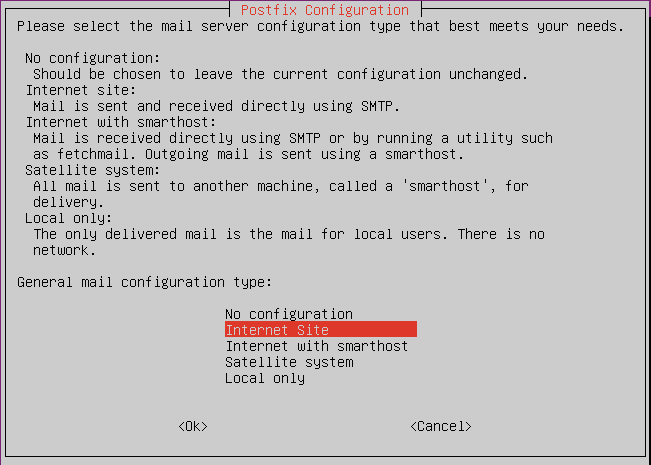 Postfix Configuration
Please select the mail server configuration type that best meets your needs.
No configuration:
Should be chosen to leave the current configuration unchanged.
Internet site:
Mail is sent and received directly using SMTP.
Internet with smarthost:
Mail is received directly using SMTP or by running a utility such
as fetchmail. Outgoing mail is sent using a smarthost.
Satellite system:
All mail is sent to another machine, called a 'smarthost', for
delivery.
Local only:
The only delivered mail is the mail for local users. There is no
network.
General mail configuration type:
No configuration
Internet Site
Internet with smarthost
Satellite system
Local only
<Ok> <Cancel>